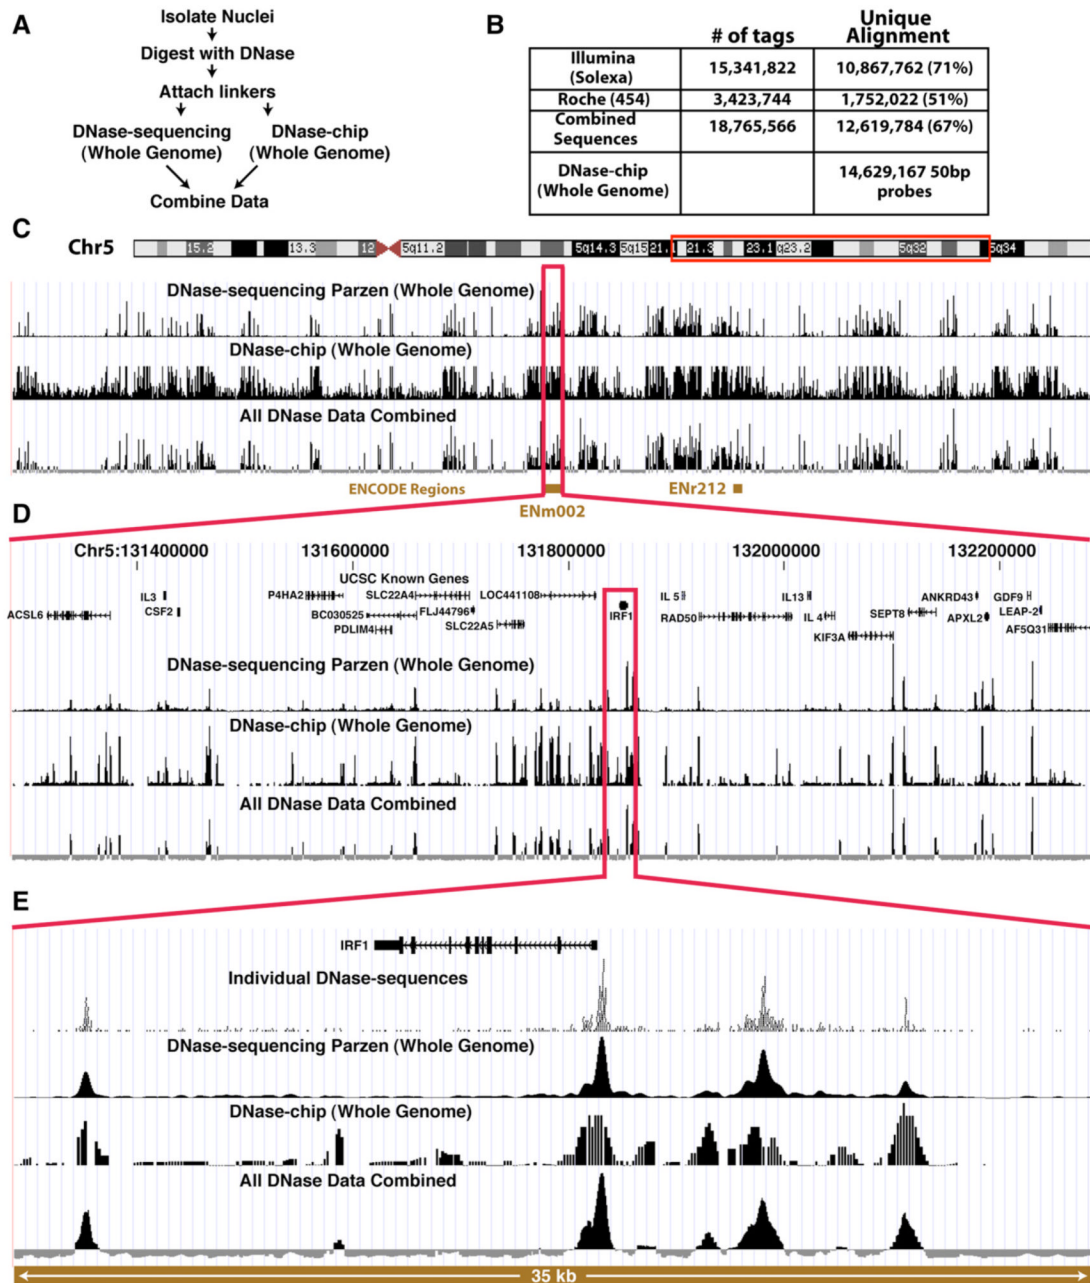 A
Isolate Nuclei
Digest with DNase
Attach linkers
DNase-sequencing (Whole Genome)
DNase-chip (Whole Genome)
Combine Data
B
# of tags
Unique Alignment
Illumina (Solexa) 15,341,822 10,867,762 (71%)
Roche (454) 3,423,744 1,752,022 (51%)
Combined Sequences 18,765,566 12,619,784 (67%)
DNase-chip (Whole Genome) 14,629,167 50bp probes
C
Chr5 15.2 13.3 12 5q11.2 5q14.3 5q15 21.1 21.3 23.1 q23.2 5q32 5q34
DNase-sequencing Parzen (Whole Genome)
DNase-chip (Whole Genome)
All DNase Data Combined
ENCODE Regions ENr212
ENm002
D
Chr5:131400000 131600000 131800000 132000000 132200000
UCSC Known Genes
IL3 P4HA2 SLC22A4 LOC441108 IL 5 IL13 ANKRD43 GDF9
ACSL6 CSF2 BC030525 FLJ44796 IRF1 RAD50 IL 4 SEPT8 APXL2 LEAP-2
PDLIM4 SLC22A5 KIF3A AF5Q31
DNase-sequencing Parzen (Whole Genome)
DNase-chip (Whole Genome)
All DNase Data Combined
E
IRF1
Individual DNase-sequences
DNase-sequencing Parzen (Whole Genome)
DNase-chip (Whole Genome)
All DNase Data Combined
35 kb